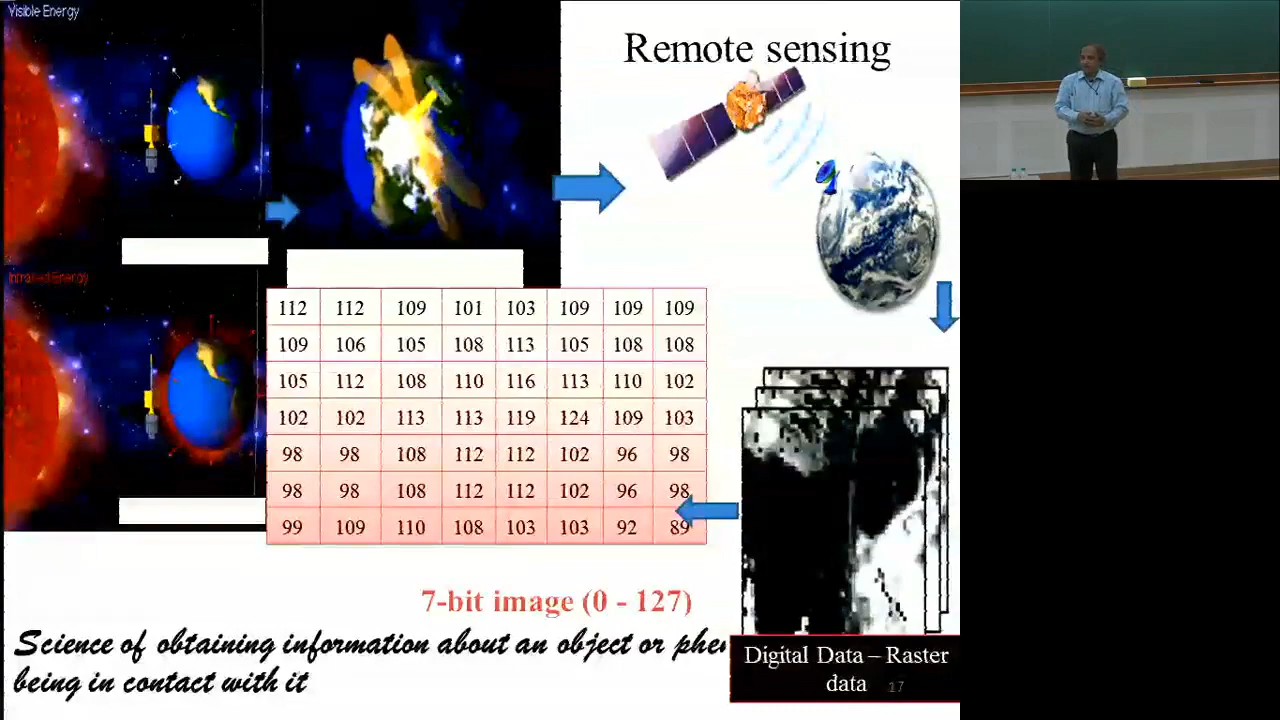 Visible Energy
Remote sensing
Infrared Energy
112 112 109 101 103 109 109 109
109 106 105 108 113 105 108 108
105 112 108 110 116 113 110 102
102 102 113 113 119 124 109 103
98 98 108 112 112 102 96 98
98 98 108 112 112 102 96 98
99 109 110 108 103 103 92 89
7-bit image (0 - 127)
Science of obtaining information about an object or
being in contact with it
Digital Data – Raster
data 17